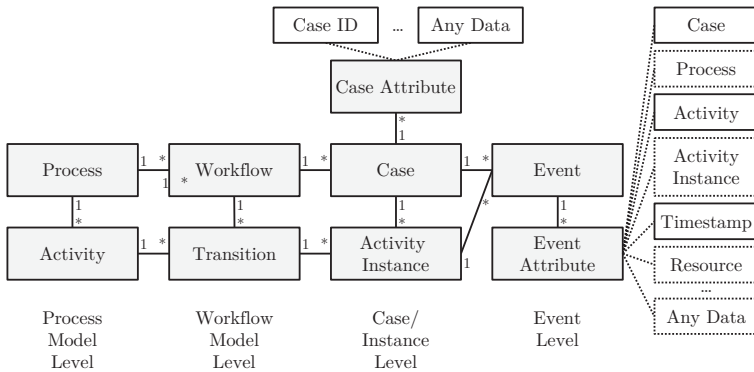 Case ID ... Any Data
Case
Case Attribute
Process
*
1
Activity
Process 1 * Workflow 1 * Case 1 * Event
1 *
Activity
Instance
1 1 1 * 1
* * * *
Timestamp
Activity 1 * Transition 1 * Activity
Instance 1 Event
Attribute
Resource
...
Any Data
Process
Model
Level
Workflow
Model
Level
Case/
Instance
Level
Event
Level